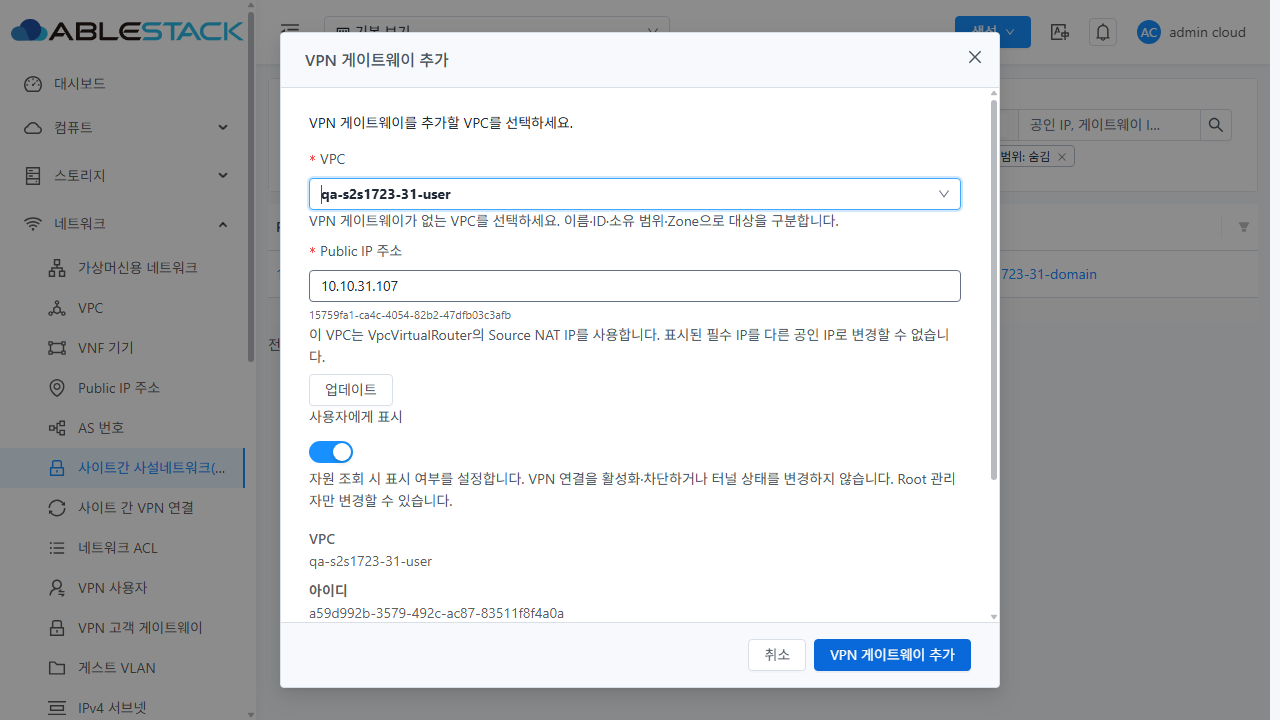 ABLESTACK
기본 보기
생성
AC
admin cloud
대시보드
컴퓨트
스토리지
네트워크
가상머신용 네트워크
VPC
VNF 기기
Public IP 주소
AS 번호
사이트간 사설네트워크(...
사이트 간 VPN 연결
네트워크 ACL
VPN 사용자
VPN 고객 게이트웨이
게스트 VLAN
IPv4 서브넷
공인 IP, 게이트웨이 I...
범위: 숨김
723-31-domain
전
VPN 게이트웨이 추가
VPN 게이트웨이를 추가할 VPC를 선택하세요.
* VPC
qa-s2s1723-31-user
VPN 게이트웨이가 없는 VPC를 선택하세요. 이름·ID·소유 범위·Zone으로 대상을 구분합니다.
* Public IP 주소
10.10.31.107
15759fa1-ca4c-4054-82b2-47dfb03c3afb
이 VPC는 VpcVirtualRouter의 Source NAT IP를 사용합니다. 표시된 필수 IP를 다른 공인 IP로 변경할 수 없습니
다.
업데이트
사용자에게 표시
자원 조회 시 표시 여부를 설정합니다. VPN 연결을 활성화·차단하거나 터널 상태를 변경하지 않습니다. Root 관리
자만 변경할 수 있습니다.
VPC
qa-s2s1723-31-user
아이디
a59d992b-3579-492c-ac87-83511f8f4a0a
취소
VPN 게이트웨이 추가